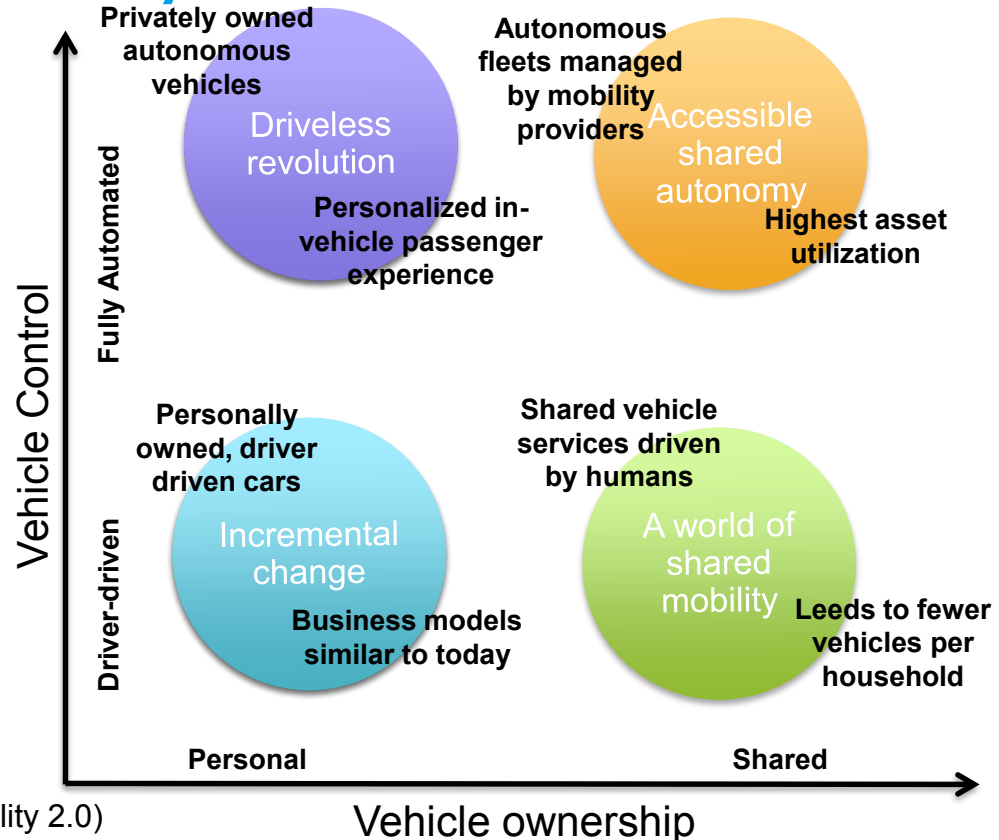 Privately owned
autonomous
vehicles
Driveless
revolution
Personalized in-
vehicle passenger
experience
Autonomous
fleets managed
by mobility
providers
Accessible
shared
autonomy
Highest asset
utilization
Vehicle Control
Fully Automated
Driver-driven
Personally
owned, driver
driven cars
Incremental
change
Business models
similar to today
Shared vehicle
services driven
by humans
A world of
shared
mobility
Leeds to fewer
vehicles per
household
Personal
Shared
lity 2.0)
Vehicle ownership